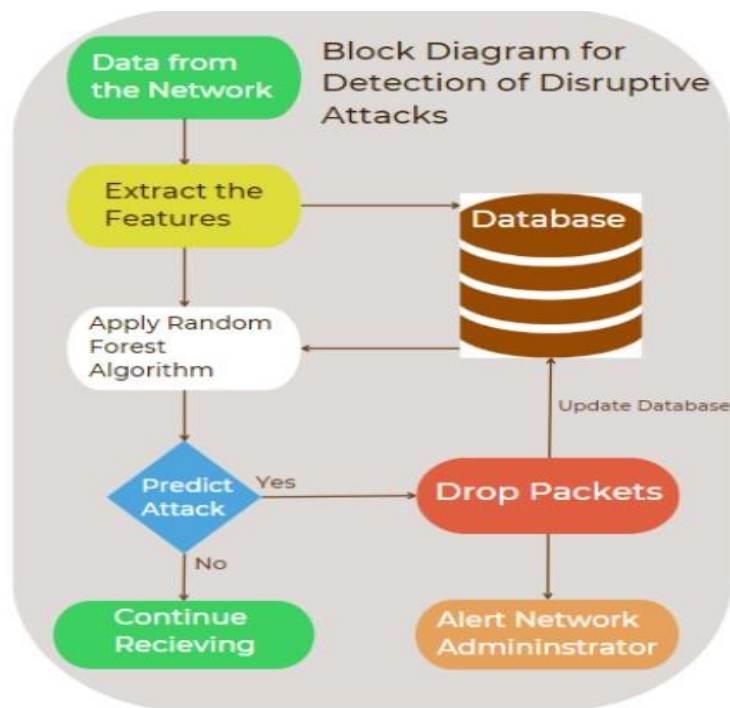 Data from
the Network
Block Diagram for
Detection of Disruptive
Attacks
Extract the
Features
Database
Apply Random
Forest
Algorithm
Update Database
Predict
Attack
Yes
Drop Packets
No
Continue
Recieving
Alert Network
Admininstrator